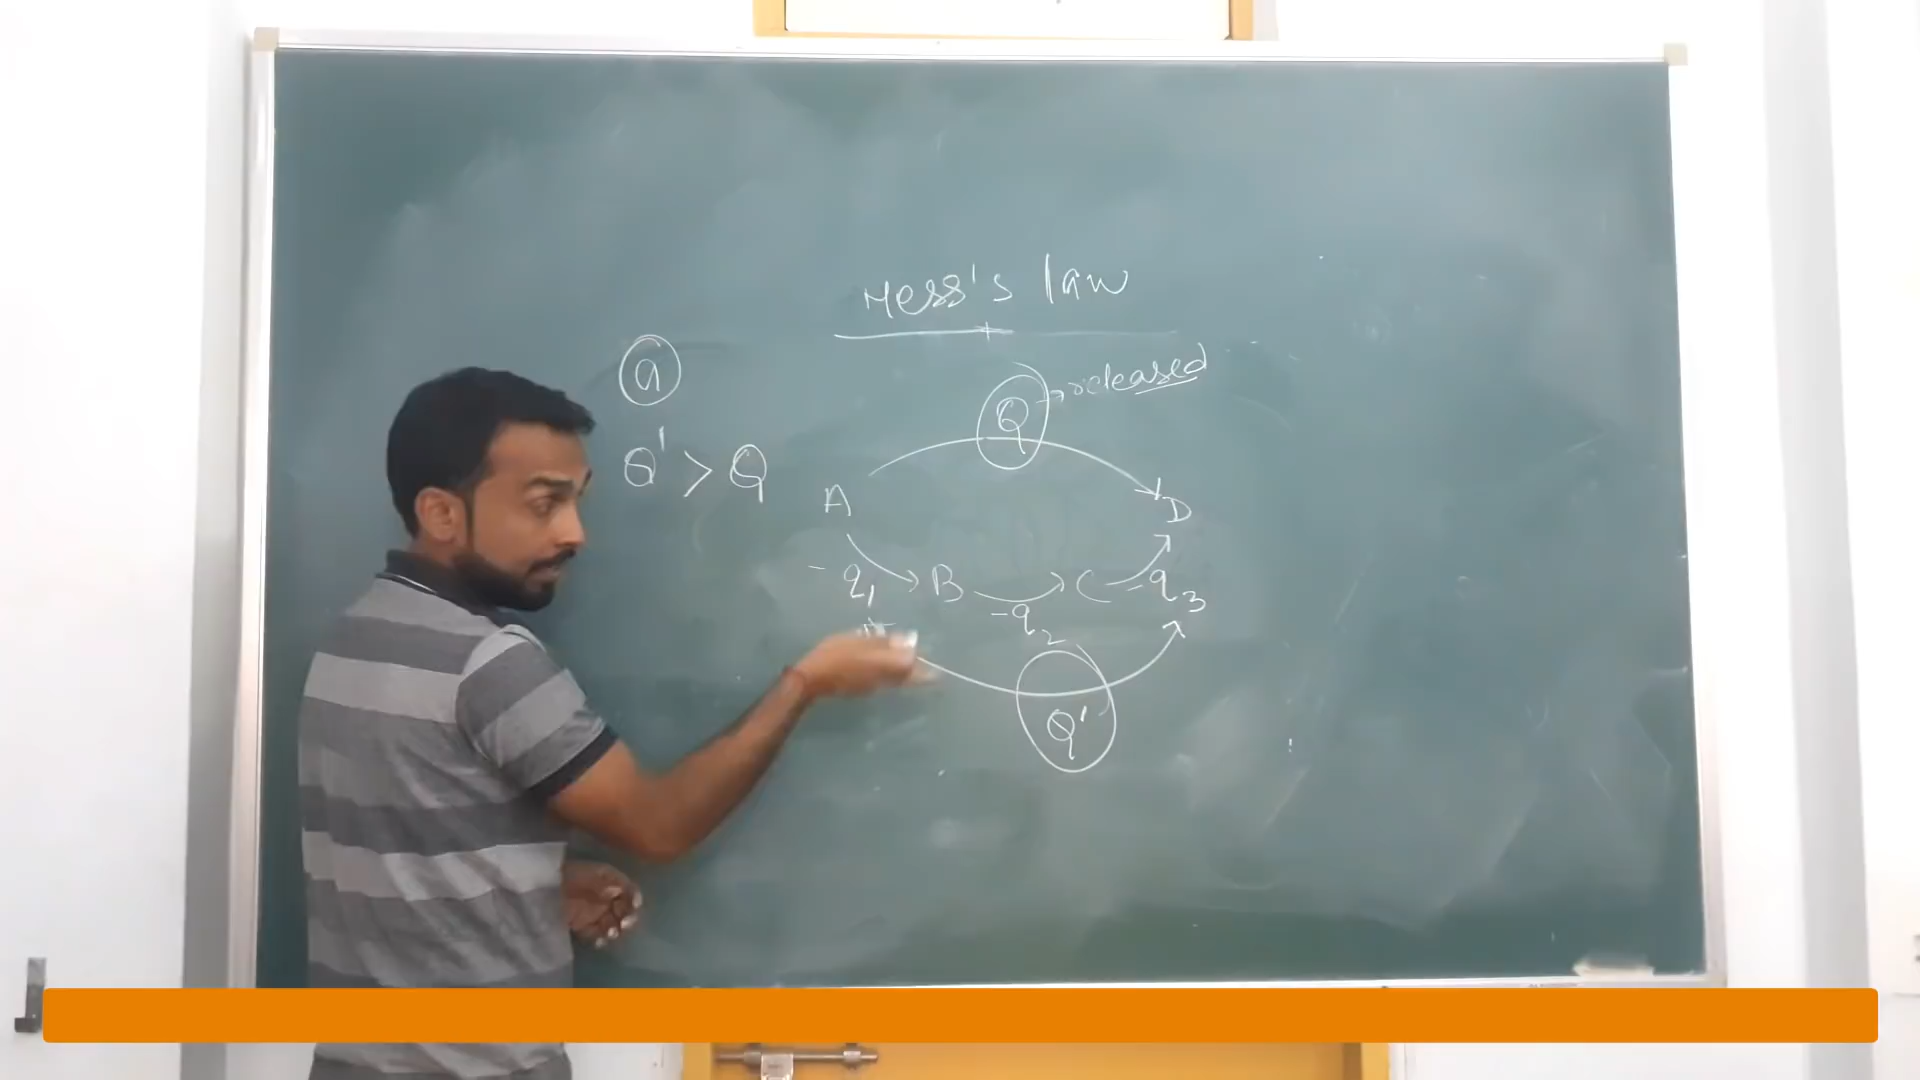 Hess's law
a
Q → released
Q' > Q
A
D
-q1
B
-q2
C
-q3
Q'